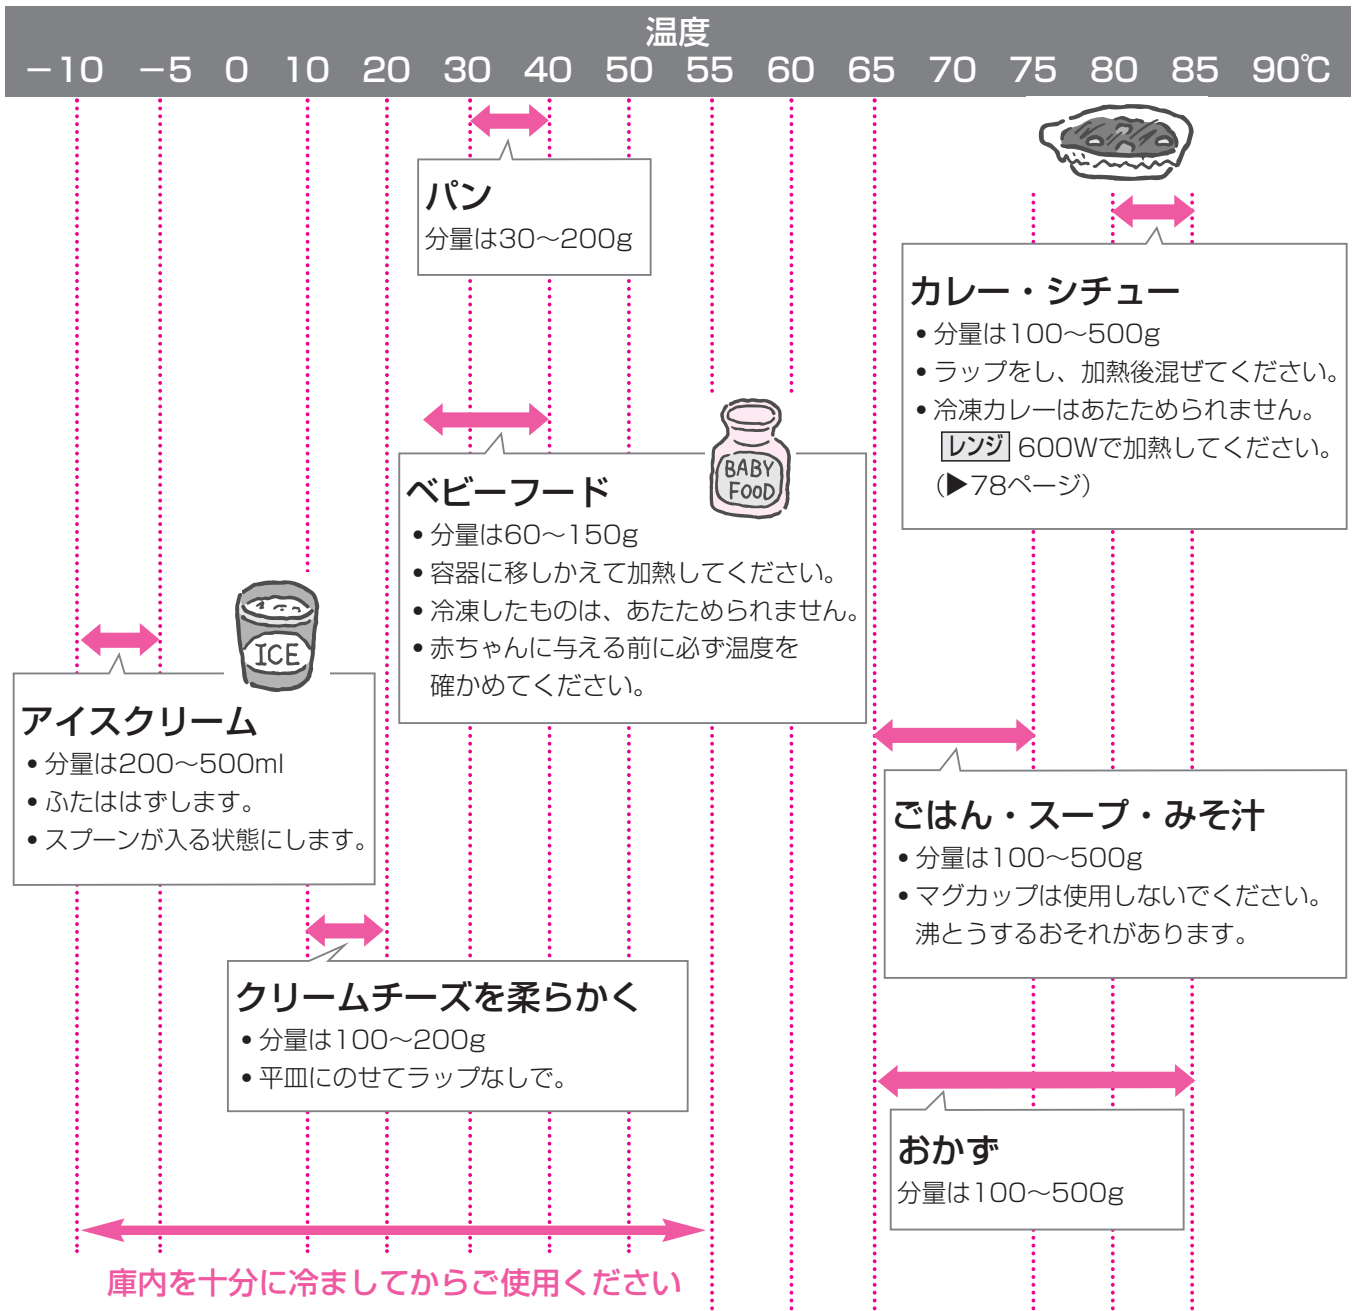 温度
－10 －5 0 10 20 30 40 50 55 60 65 70 75 80 85 90℃
パン
分量は30～200g
カレー・シチュー
•分量は100～500g
•ラップをし、加熱後混ぜてください。
•冷凍カレーはあたためられません。
レンジ 600Wで加熱してください。
（▶78ページ）
BABY
FOOD
ベビーフード
•分量は60～150g
•容器に移しかえて加熱してください。
•冷凍したものは、あたためられません。
•赤ちゃんに与える前に必ず温度を
確かめてください。
ICE
アイスクリーム
•分量は200～500ml
•ふたははずします。
•スプーンが入る状態にします。
ごはん・スープ・みそ汁
•分量は100～500g
•マグカップは使用しないでください。
沸とうするおそれがあります。
クリームチーズを柔らかく
•分量は100～200g
•平皿にのせてラップなしで。
おかず
分量は100～500g
庫内を十分に冷ましてからご使用ください